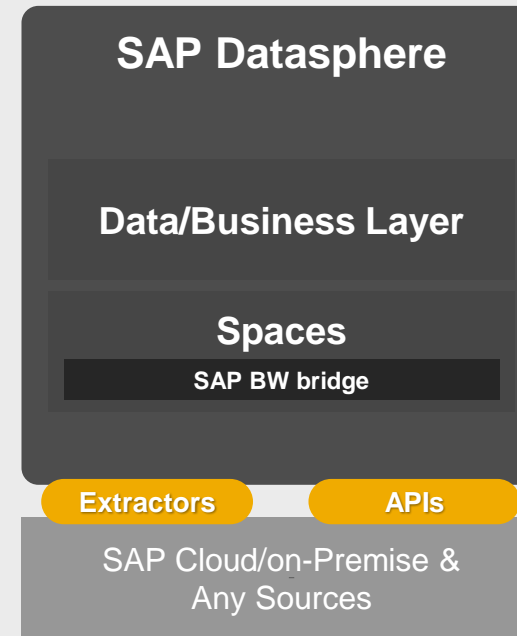 SAP Datasphere
Data/Business Layer
Spaces
SAP BW bridge
Extractors
APIs
SAP Cloud/on-Premise &
Any Sources